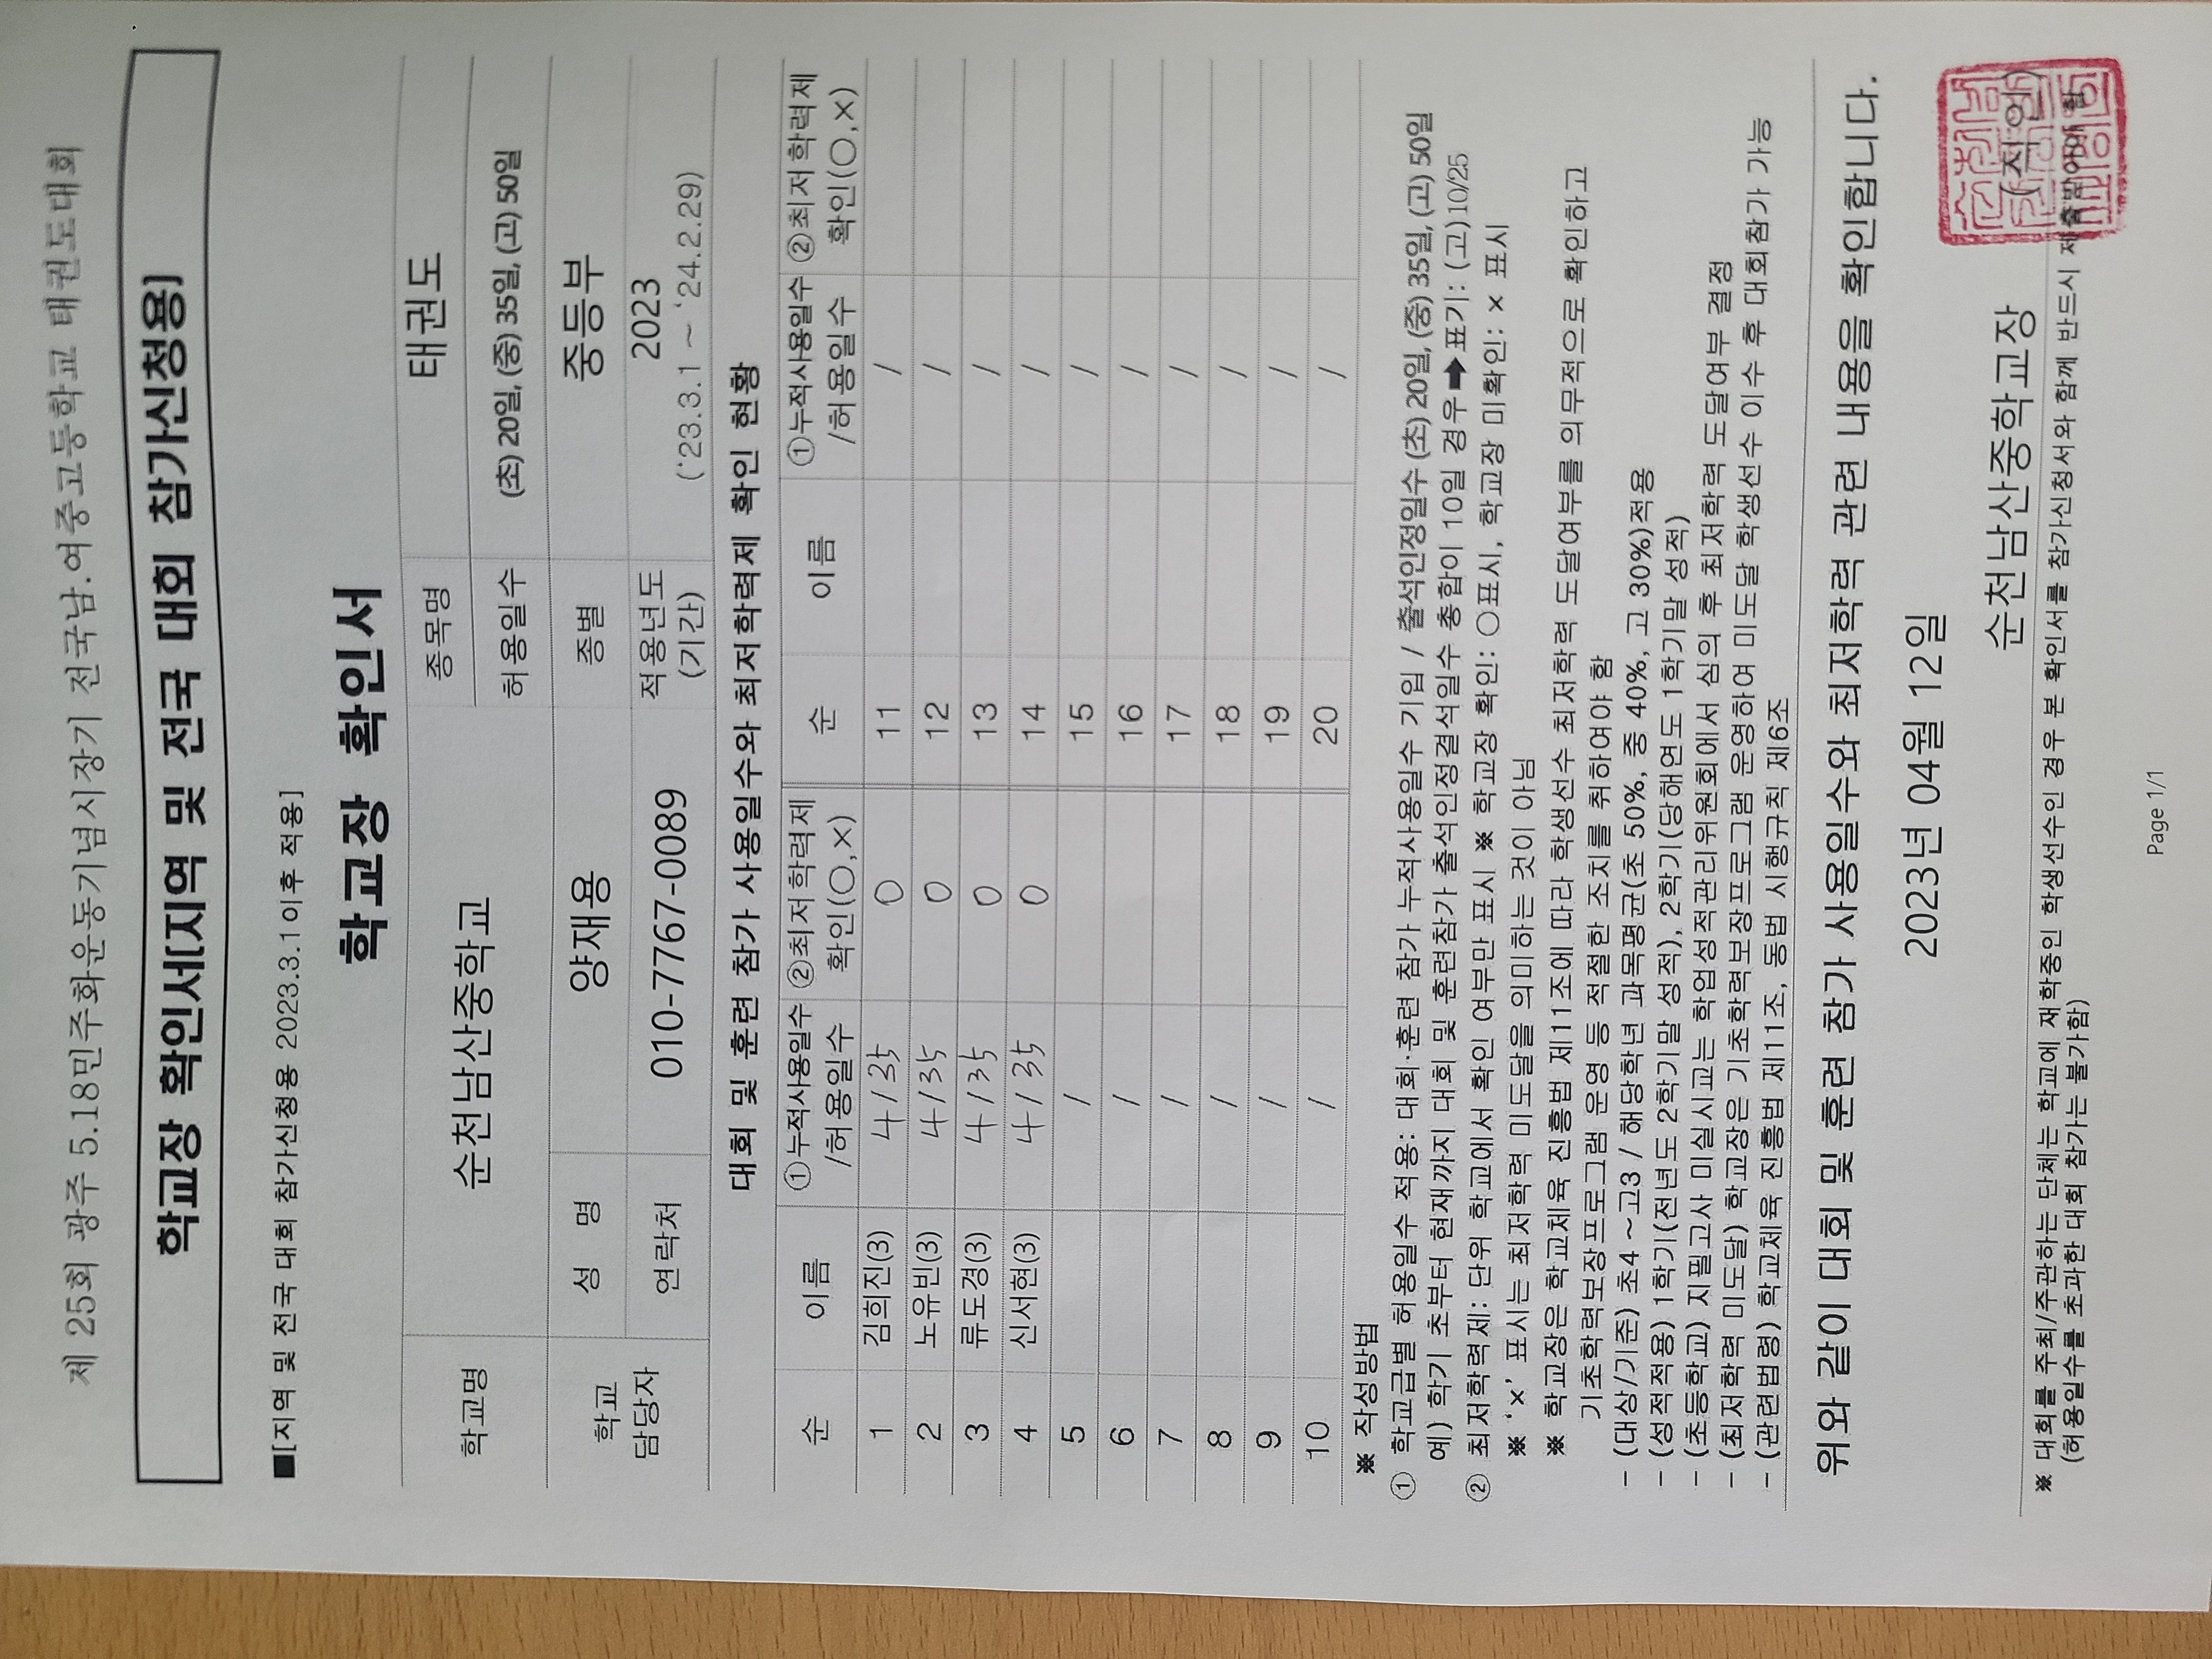 제 25회 광주 5.18민주화운동기념시장기 전국남.여중고등학교 태권도대회
학교장 확인서[지역 및 전국 대회 참가신청용]
■[지역 및 전국 대회 참가신청용 2023.3.1이후 적용]
학교장 확인서
학교명 순천남산중학교 종목명 태권도
허용일수 (초) 20일, (중) 35일, (고) 50일
학교 담당자 성 명 양재용 종별 중등부
연락처 010-7767-0089 적용년도 (기간) 2023
('23.3.1 ~ '24.2.29)
대회 및 훈련 참가 사용일수와 최저학력제 확인 현황
순 이름 ①누적사용일수 /허용일수 ②최저학력제 확인(○,×) 순 이름 ①누적사용일수 /허용일수 ②최저학력제 확인(○,×)
1 김희진(3) 4/35 ○ 11 /
2 노유빈(3) 4/35 ○ 12 /
3 류도경(3) 4/35 ○ 13 /
4 신서현(3) 4/35 ○ 14 /
5 / 15 /
6 / 16 /
7 / 17 /
8 / 18 /
9 / 19 /
10 / 20 /
※ 작성방법
① 학교급별 허용일수 적용: 대회·훈련 참가 누적사용일수 기입 / 출석인정일수 (초) 20일, (중) 35일, (고) 50일
예) 학기 초부터 현재까지 대회 및 훈련참가 출석인정결석일수 총합이 10일 경우➡표기: (고)10/25
② 최저학력제: 단위 학교에서 확인 여부만 표시 ※ 학교장 확인: ○표시, 학교장 미확인: × 표시
※ '×' 표시는 최저학력 미도달을 의미하는 것이 아님
※ 학교장은 학교체육 진흥법 제11조에 따라 학생선수 최저학력 도달여부를 의무적으로 확인하고
기초학력보장프로그램 운영 등 적절한 조치를 취하여야 함
- (대상/기준) 초4 ~ 고3 / 해당학년 과목평균(초 50%, 중 40%, 고 30%)적용
- (성적적용) 1학기(전년도 2학기말 성적), 2학기(당해연도 1학기말 성적)
- (초등학교) 지필고사 미실시교는 학업성적관리위원회에서 심의 후 최저학력 도달여부 결정
- (최저학력 미도달) 학교장은 기초학력보장프로그램 운영하여 미도달 학생선수 이수 후 대회참가 가능
- (관련법령) 학교체육 진흥법 제11조, 동법 시행규칙 제6조
위와 같이 대회 및 훈련 참가 사용일수와 최저학력 관련 내용을 확인합니다.
2023년 04월 12일
순천남산중학교장 (직인)
※ 대회를 주최/주관하는 단체는 학교에 재학중인 학생선수인 경우 본 확인서를 참가신청서와 함께 반드시 제출받아야 함
(허용일수를 초과한 대회 참가는 불가함)
Page 1/1